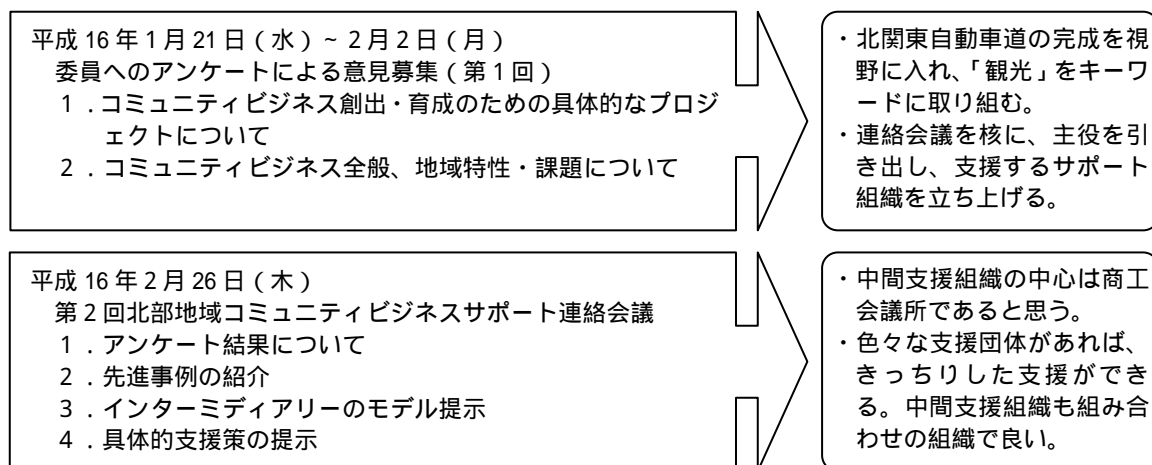 平成16年1月21日（水）～2月2日（月）
委員へのアンケートによる意見募集（第1回）
１．コミュニティビジネス創出・育成のための具体的なプロジ
ェクトについて
２．コミュニティビジネス全般、地域特性・課題について
・北関東自動車道の完成を視
野に入れ、「観光」をキーワ
ードに取り組む。
・連絡会議を核に、主役を引
き出し、支援するサポート
組織を立ち上げる。
平成16年2月26日（木）
第2回北部地域コミュニティビジネスサポート連絡会議
１．アンケート結果について
２．先進事例の紹介
３．インターミディアリーのモデル提示
４．具体的支援策の提示
・中間支援組織の中心は商工
会議所であると思う。
・色々な支援団体があれば、
きっちりした支援ができ
る。中間支援組織も組み合
わせの組織で良い。